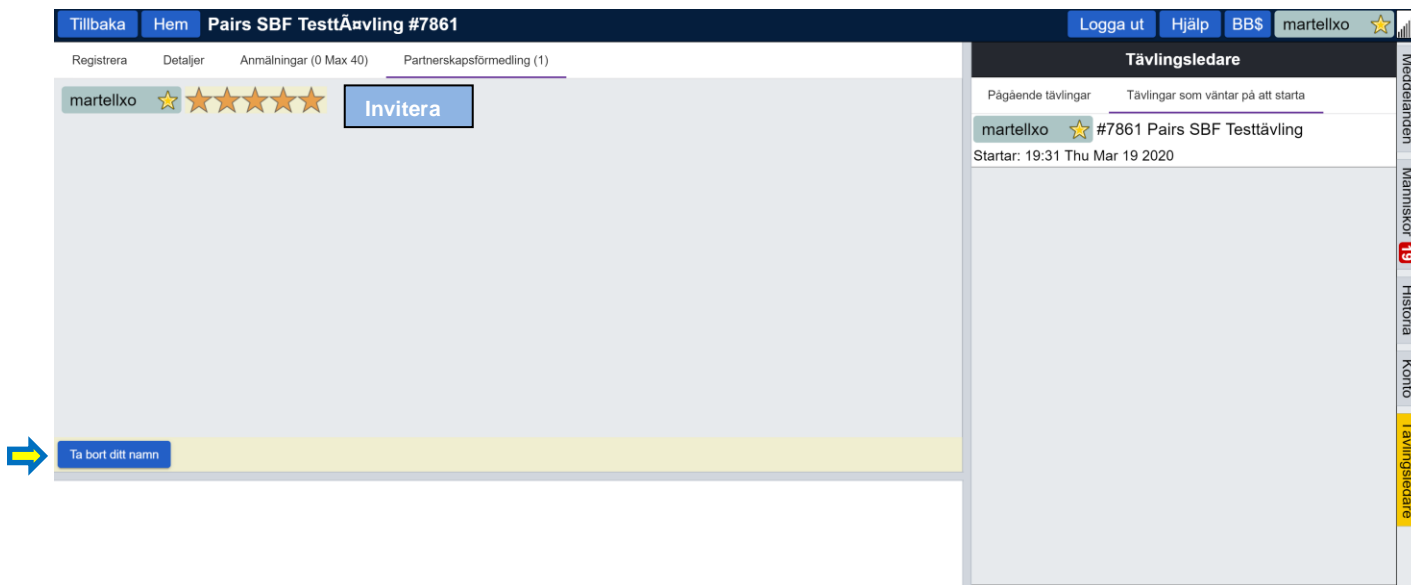 Tillbaka Hem Pairs SBF TesttÃ¤vling #7861 Logga ut Hjälp BB$ martellxo
Registrera Detaljer Anmälningar (0 Max 40) Partnerskapsförmedling (1)
martellxo Invitera
Ta bort ditt namn
Tävlingsledare
Pågående tävlingar Tävlingar som väntar på att starta
martellxo #7861 Pairs SBF Testtävling
Startar: 19:31 Thu Mar 19 2020
Meddelanden
Människor 19
Historia
Konto
Tävlingsledare